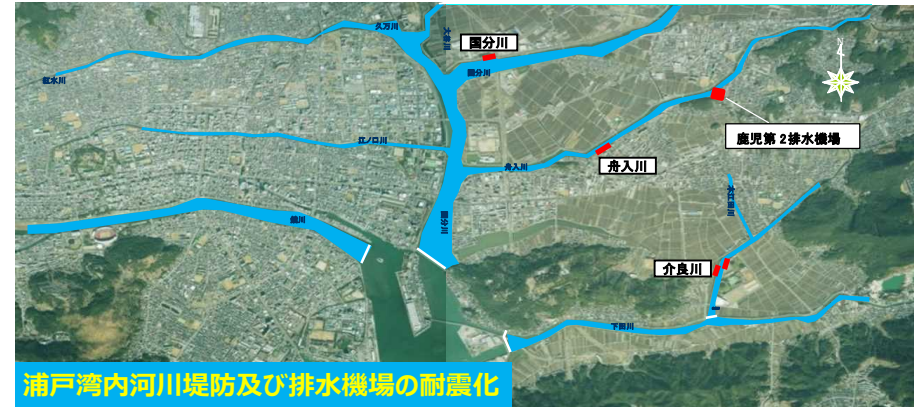 久万川
大津川
国分川
国分川
紅水川
鹿児第2排水機場
江ノ口川
舟入川
舟入川
鏡川
国分川
介良川
下田川
浦戸湾内河川堤防及び排水機場の耐震化